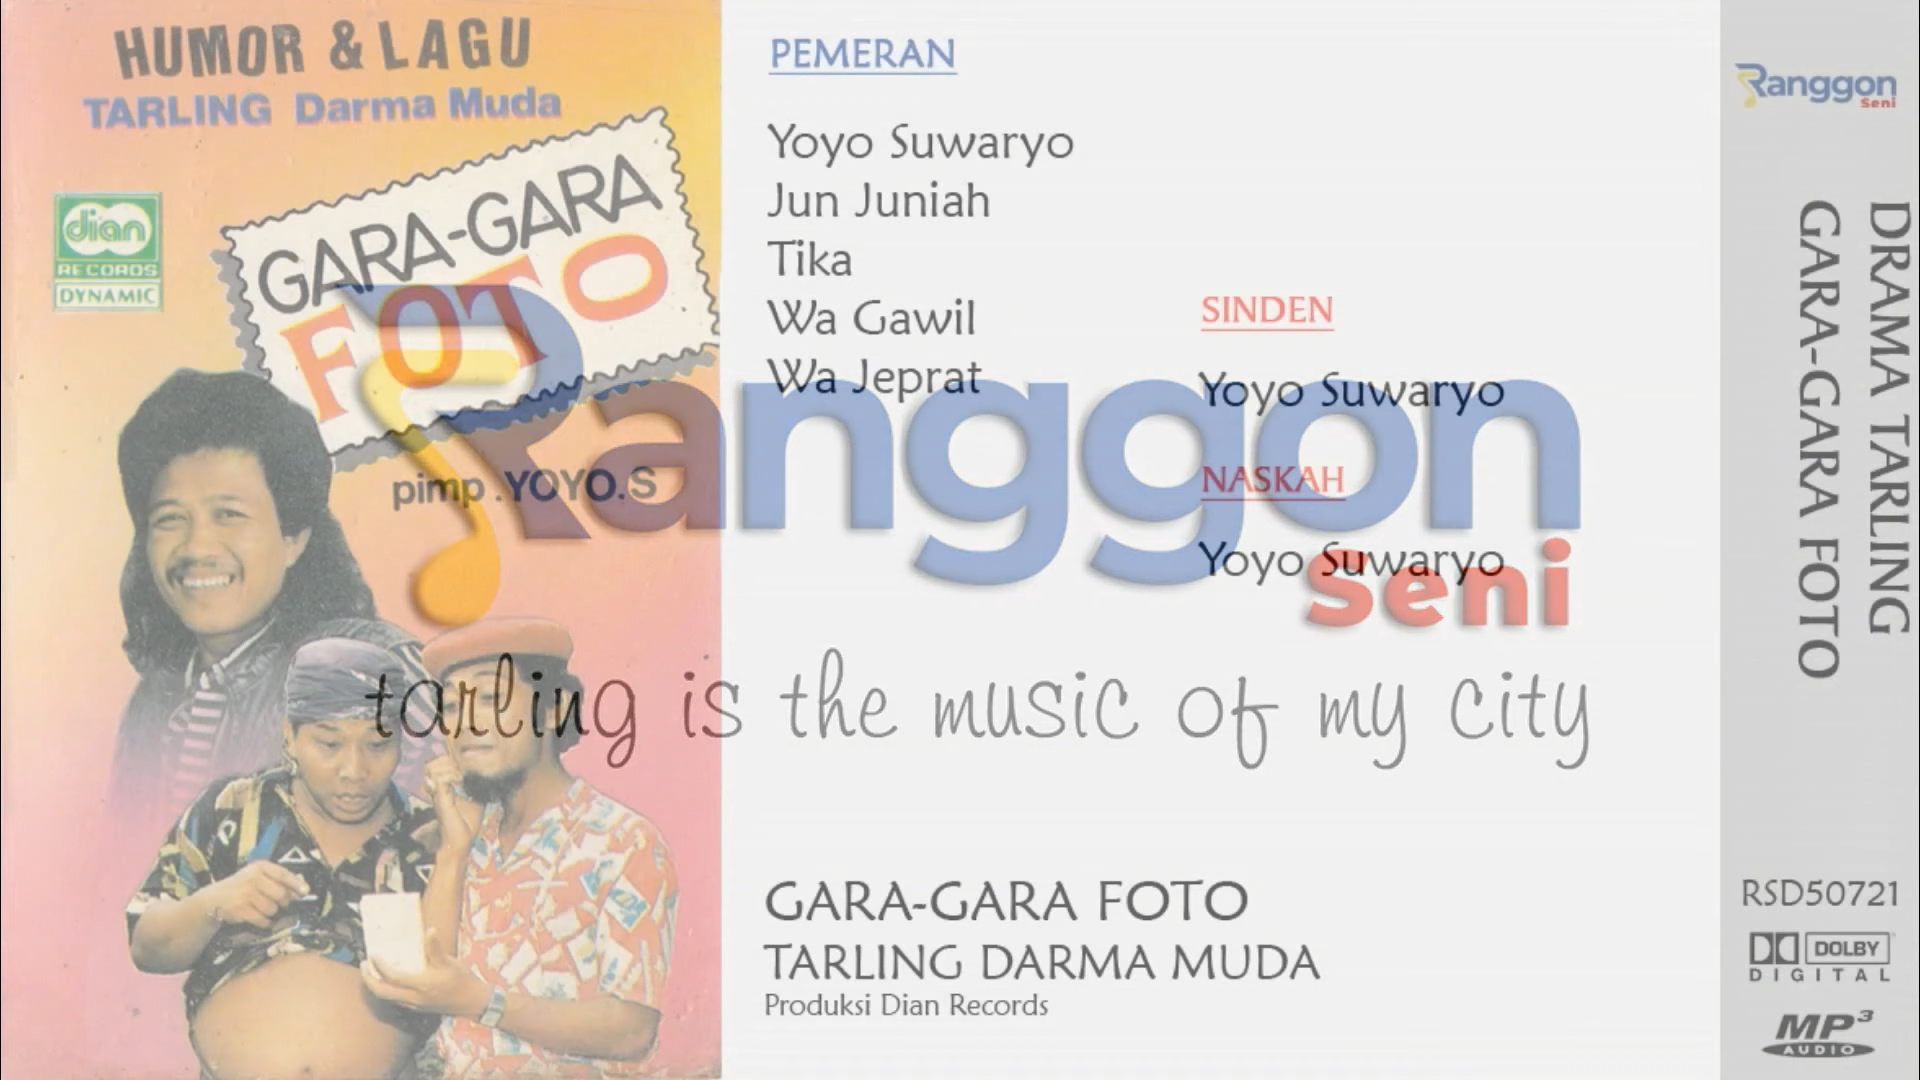 HUMOR & LAGU
TARLING Darma Muda
dian
RECORDS
DYNAMIC
GARA-GARA
FOTO
pimp.YOYO.S
PEMERAN
Yoyo Suwaryo
Jun Juniah
Tika
Wa Gawil
Wa Jeprat
SINDEN
Yoyo Suwaryo
NASKAH
Yoyo Suwaryo
Ranggon
Seni
tarling is the music of my city
GARA-GARA FOTO
TARLING DARMA MUDA
Produksi Dian Records
Ranggon
Seni
DRAMA TARLING
GARA-GARA FOTO
RSD50721
DOLBY
DIGITAL
MP3
AUDIO